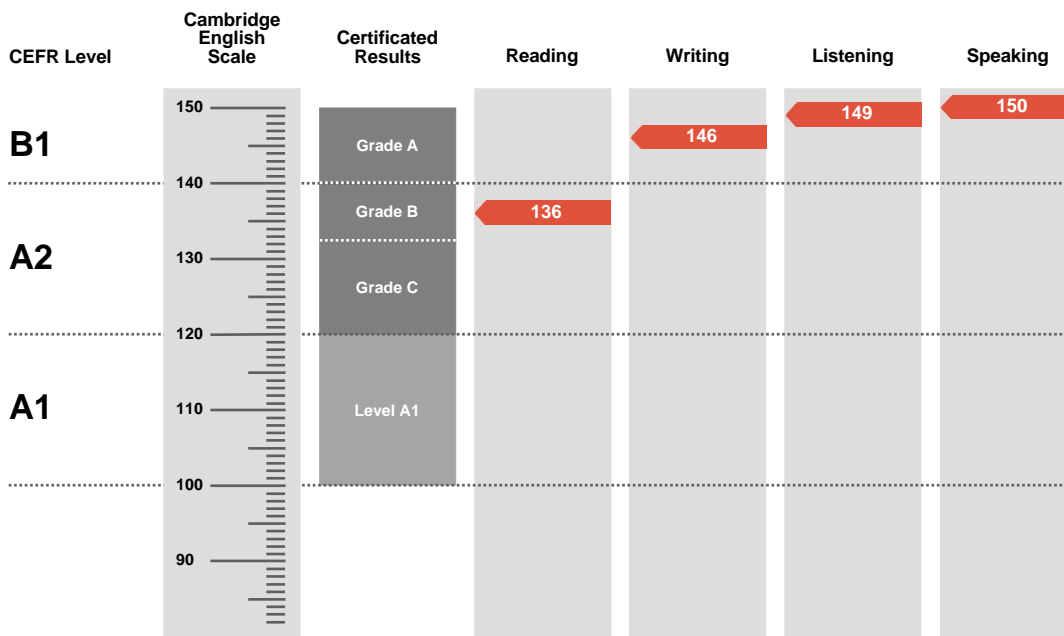 CEFR Level
Cambridge
English
Scale
Certificated
Results
Reading
Writing
Listening
Speaking
150
149
150
B1
Grade A
146
140
Grade B
136
A2
130
Grade C
120
A1
110
Level A1
100
90